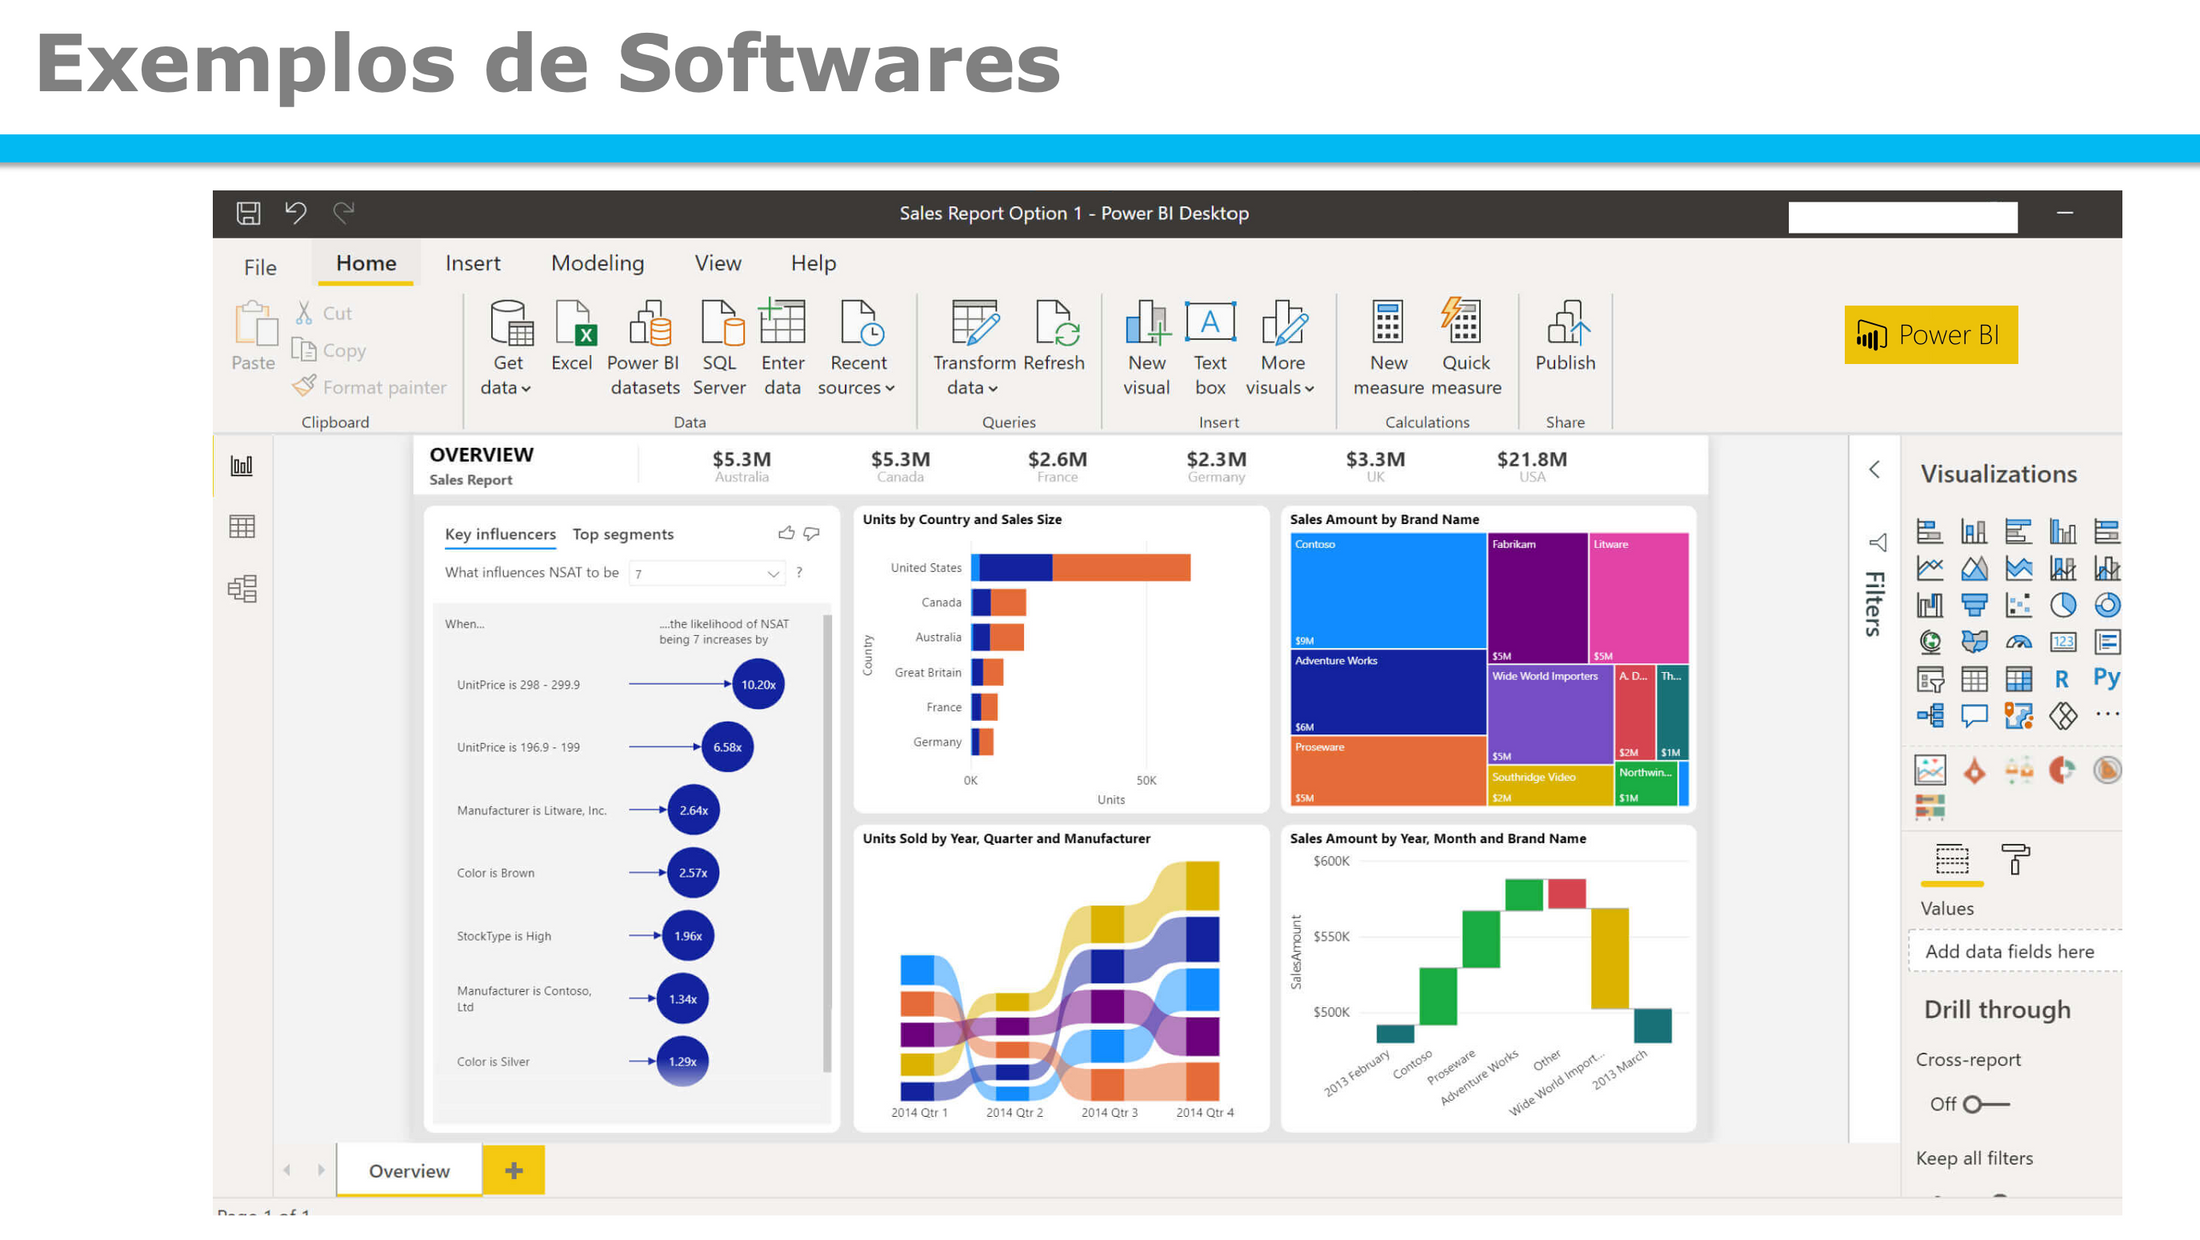 Exemplos de Softwares
Sales Report Option 1 - Power BI Desktop
File
Home
Insert
Modeling
View
Help
Paste
Cut
Copy
Format painter
Clipboard
Get data
Excel
Power BI datasets
SQL Server
Enter data
Recent sources
Data
Transform data
Refresh
Queries
New visual
Text box
More visuals
Insert
New measure
Quick measure
Calculations
Publish
Share
Power BI
OVERVIEW
Sales Report
$5.3M
Australia
$5.3M
Canada
$2.6M
France
$2.3M
Germany
$3.3M
UK
$21.8M
USA
Key influencers
Top segments
What influences NSAT to be 7 ?
When...
....the likelihood of NSAT
being 7 increases by
UnitPrice is 298 - 299.9
10.20x
UnitPrice is 196.9 - 199
6.58x
Manufacturer is Litware, Inc.
2.64x
Color is Brown
2.57x
StockType is High
1.96x
Manufacturer is Contoso,
Ltd
1.34x
Color is Silver
1.29x
Units by Country and Sales Size
Country
United States
Canada
Australia
Great Britain
France
Germany
0K
50K
Units
Sales Amount by Brand Name
Contoso
$9M
Adventure Works
$6M
Proseware
$5M
Fabrikam
$5M
Litware
$5M
Wide World Importers
$5M
A. D...
$2M
Th...
$1M
Southridge Video
$2M
Northwin...
$1M
Units Sold by Year, Quarter and Manufacturer
2014 Qtr 1
2014 Qtr 2
2014 Qtr 3
2014 Qtr 4
Sales Amount by Year, Month and Brand Name
SalesAmount
$600K
$550K
$500K
2013 February
Contoso
Proseware
Adventure Works
Other
Wide World Import...
2013 March
Filters
Visualizations
123
R
Py
Values
Add data fields here
Drill through
Cross-report
Off
Keep all filters
Overview
Page 1 of 1